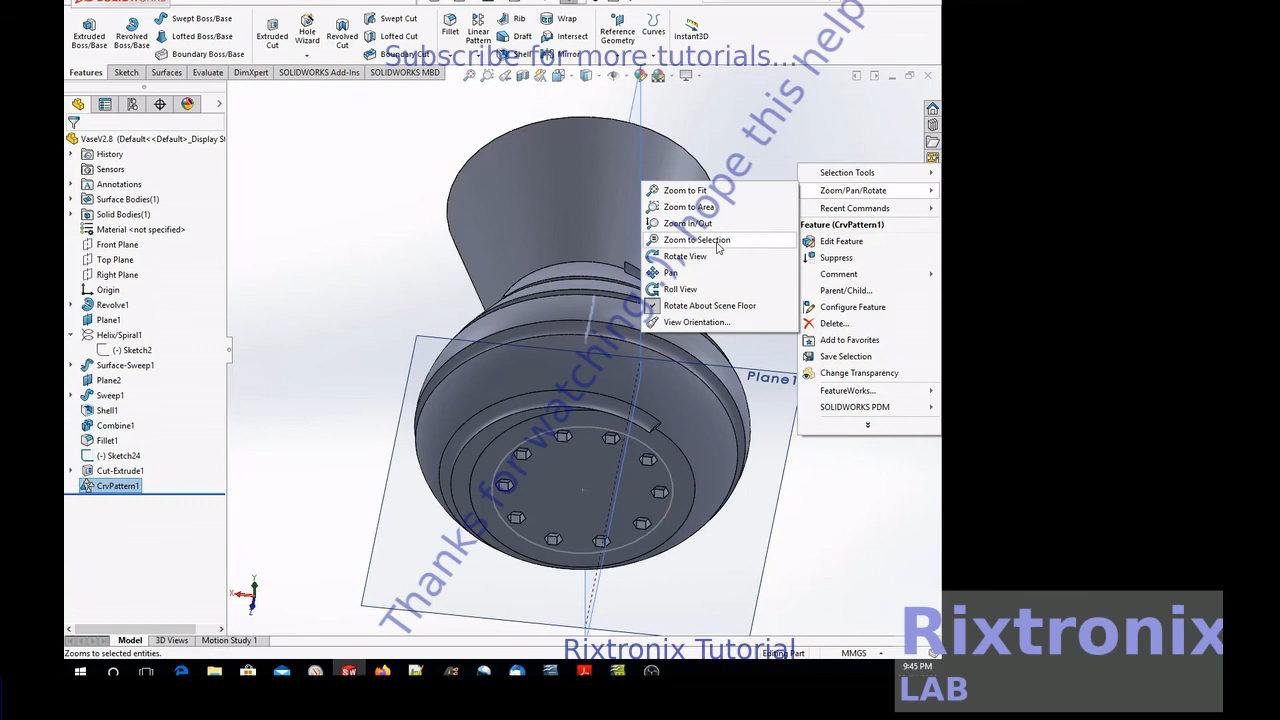 Extruded Boss/Base
Revolved Boss/Base
Swept Boss/Base
Lofted Boss/Base
Boundary Boss/Base
Extruded Cut
Hole Wizard
Revolved Cut
Swept Cut
Lofted Cut
Boundary Cut
Fillet
Linear Pattern
Rib
Draft
Shell
Wrap
Intersect
Mirror
Reference Geometry
Curves
Instant3D
Subscribe for more tutorials...
Features
Sketch
Surfaces
Evaluate
DimXpert
SOLIDWORKS Add-Ins
SOLIDWORKS MBD
VaseV2.8 (Default<<Default>_Display St
History
Sensors
Annotations
Surface Bodies(1)
Solid Bodies(1)
Material <not specified>
Front Plane
Top Plane
Right Plane
Origin
Revolve1
Plane1
Helix/Spiral1
(-) Sketch2
Surface-Sweep1
Plane2
Sweep1
Shell1
Combine1
Fillet1
(-) Sketch24
Cut-Extrude1
CrvPattern1
Thanks for watching!, hope this help
Zoom to Fit
Zoom to Area
Zoom In/Out
Zoom to Selection
Rotate View
Pan
Roll View
Rotate About Scene Floor
View Orientation...
Selection Tools
Zoom/Pan/Rotate
Recent Commands
Feature (CrvPattern1)
Edit Feature
Suppress
Comment
Parent/Child...
Configure Feature
Delete...
Add to Favorites
Save Selection
Change Transparency
FeatureWorks...
SOLIDWORKS PDM
Plane1
Y
X
Z
Model
3D Views
Motion Study 1
Zooms to selected entities.
Rixtronix Tutorial
Editing Part
MMGS
9:45 PM
Rixtronix
LAB